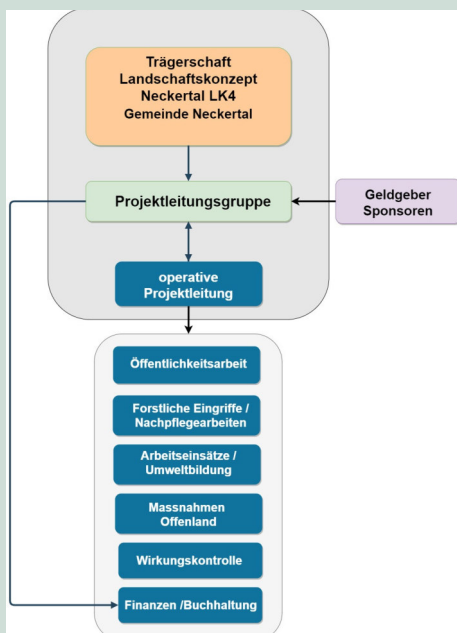 Trägerschaft
Landschaftskonzept
Neckertal LK4
Gemeinde Neckertal
Projektleitungsgruppe
Geldgeber
Sponsoren
operative
Projektleitung
Öffentlichkeitsarbeit
Forstliche Eingriffe /
Nachpflegearbeiten
Arbeitseinsätze /
Umweltbildung
Massnahmen
Offenland
Wirkungskontrolle
Finanzen /Buchhaltung